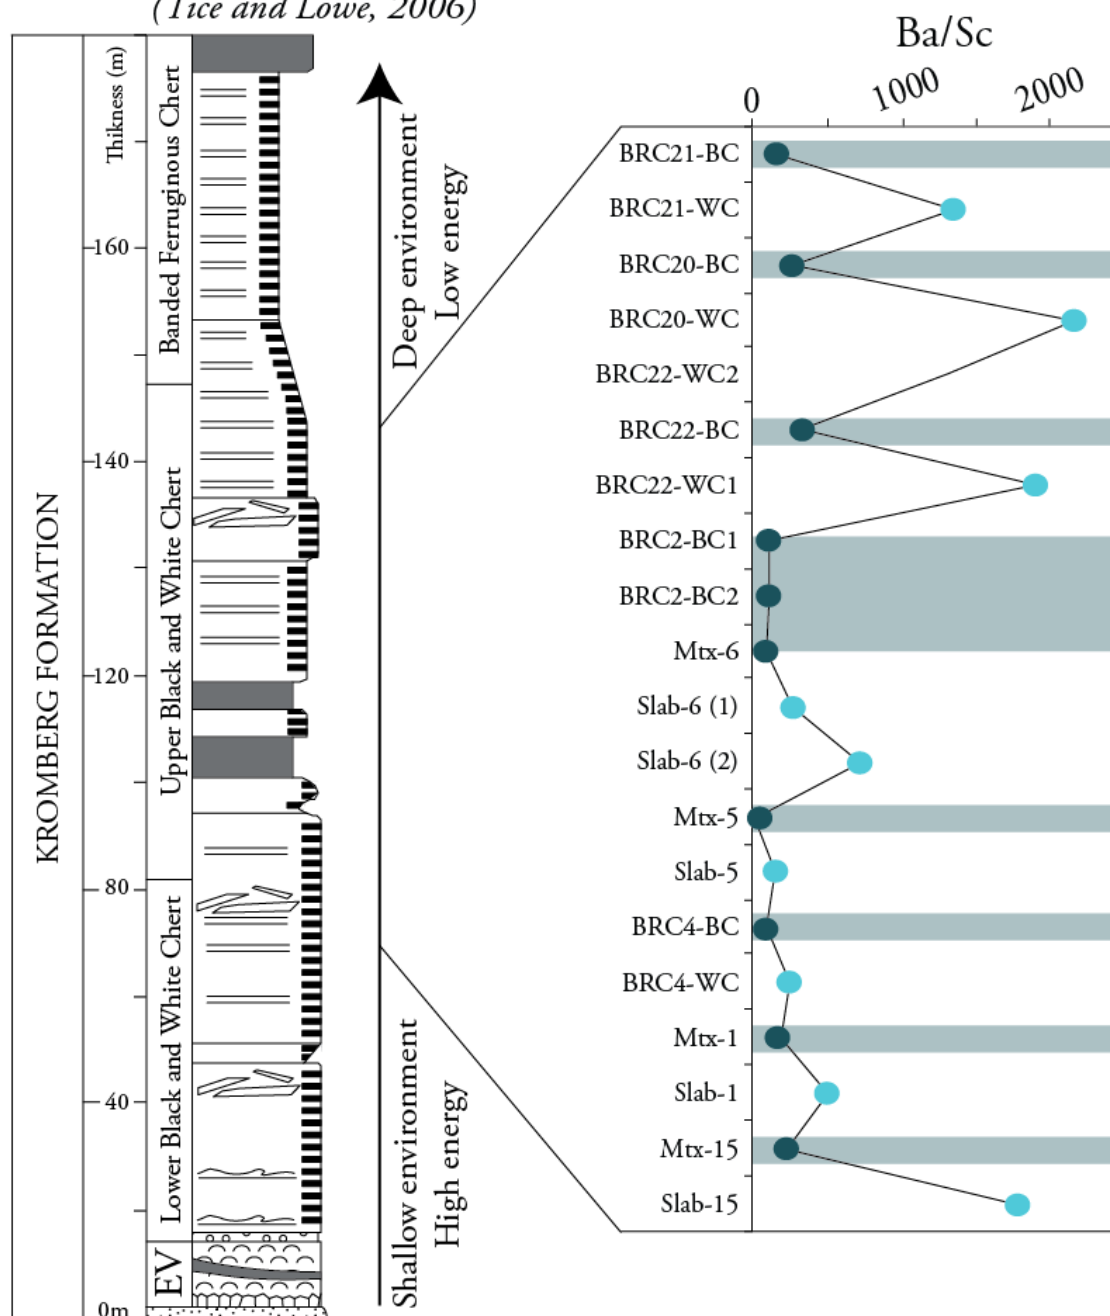 (Tice and Lowe, 2006)
KROMBERG FORMATION
Thikness (m)
160
140
120
80
40
0m
Banded Ferruginous Chert
Upper Black and White Chert
Lower Black and White Chert
EV
Deep environment
Low energy
Shallow environment
High energy
Ba/Sc
0 1000 2000
BRC21-BC
BRC21-WC
BRC20-BC
BRC20-WC
BRC22-WC2
BRC22-BC
BRC22-WC1
BRC2-BC1
BRC2-BC2
Mtx-6
Slab-6 (1)
Slab-6 (2)
Mtx-5
Slab-5
BRC4-BC
BRC4-WC
Mtx-1
Slab-1
Mtx-15
Slab-15